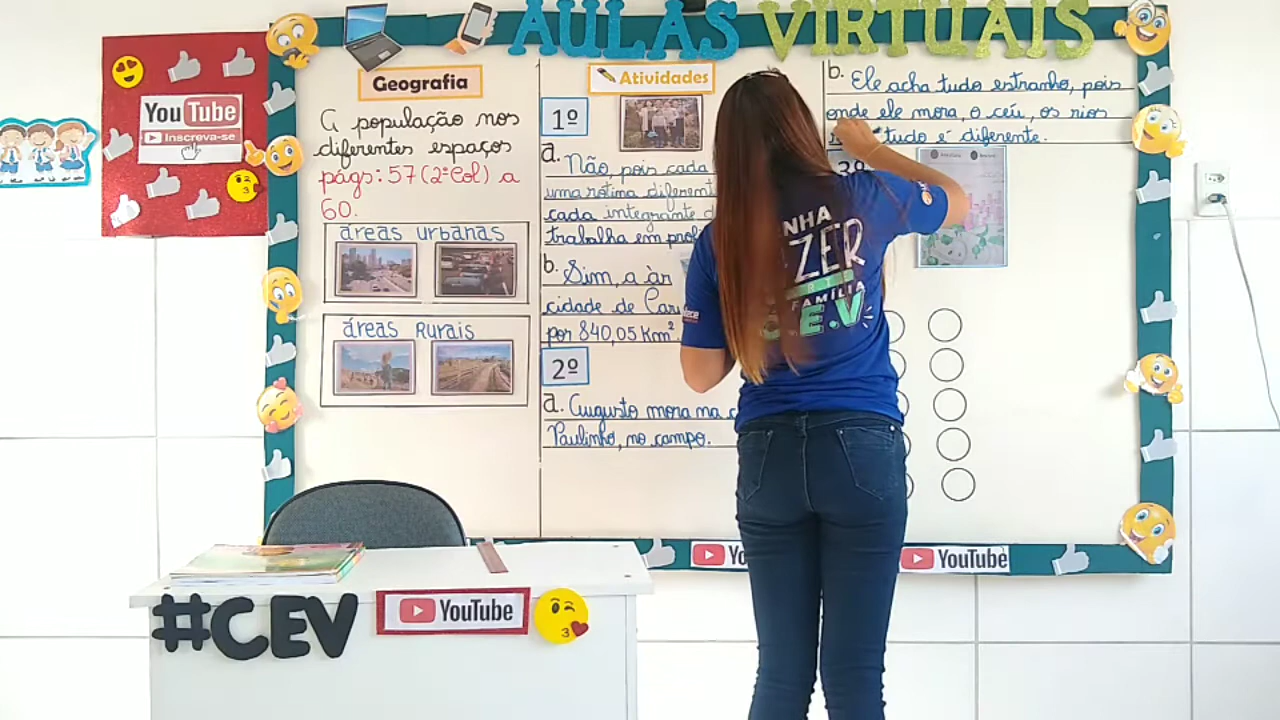 AULAS VIRTUAIS
YouTube
Inscreva-se
Geografia
A população nos
diferentes espaços
págs: 57 (2ª Col) a
60.
áreas urbanas
áreas Rurais
Atividades
1º
a. Não, pois cada
uma rotina diferent
cada integrante d
trabalha em prof
b. Sim, a ár
cidade de Car
por 840,05 Km².
2º
a. Augusto mora na c
Paulinho, no campo.
b. Ele acha tudo estranho, pois
onde ele mora, o céu, os rios
tudo é diferente.
3º
NHA
ZER
FAMÍLIA
C.E.V
YouTube
#CEV
YouTube